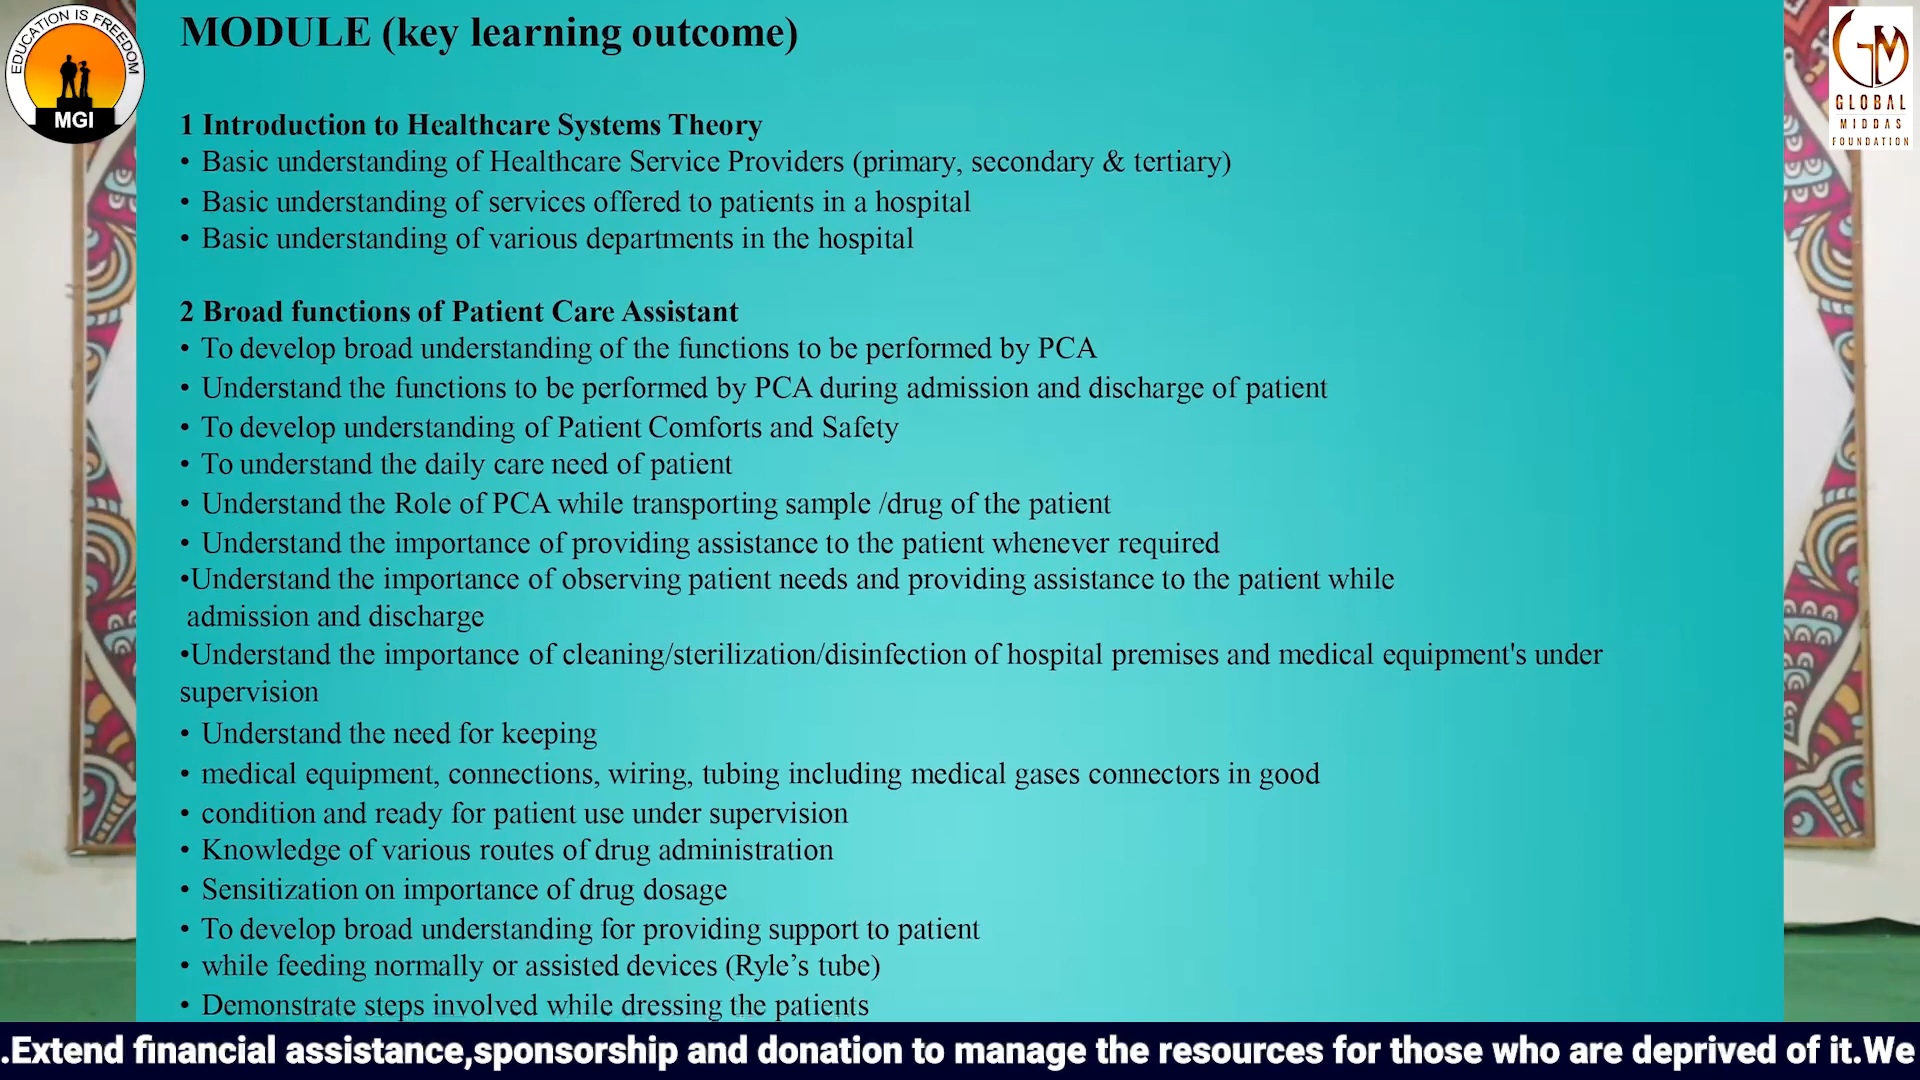 MODULE (key learning outcome)
EDUCATION IS FREEDOM
MGI
GM
GLOBAL
MIDDAS
FOUNDATION
1 Introduction to Healthcare Systems Theory
• Basic understanding of Healthcare Service Providers (primary, secondary & tertiary)
• Basic understanding of services offered to patients in a hospital
• Basic understanding of various departments in the hospital
2 Broad functions of Patient Care Assistant
• To develop broad understanding of the functions to be performed by PCA
• Understand the functions to be performed by PCA during admission and discharge of patient
• To develop understanding of Patient Comforts and Safety
• To understand the daily care need of patient
• Understand the Role of PCA while transporting sample /drug of the patient
• Understand the importance of providing assistance to the patient whenever required
•Understand the importance of observing patient needs and providing assistance to the patient while
admission and discharge
•Understand the importance of cleaning/sterilization/disinfection of hospital premises and medical equipment's under
supervision
• Understand the need for keeping
• medical equipment, connections, wiring, tubing including medical gases connectors in good
• condition and ready for patient use under supervision
• Knowledge of various routes of drug administration
• Sensitization on importance of drug dosage
• To develop broad understanding for providing support to patient
• while feeding normally or assisted devices (Ryle’s tube)
• Demonstrate steps involved while dressing the patients
.Extend financial assistance,sponsorship and donation to manage the resources for those who are deprived of it.We